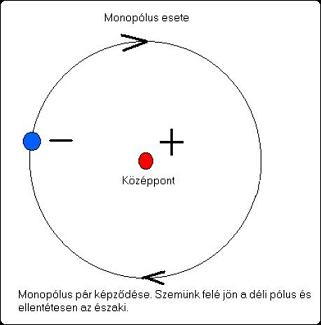 Monopólus esete
− +
Középpont
Monopólus pár képződése. Szemünk felé jön a déli pólus és
ellentétesen az északi.